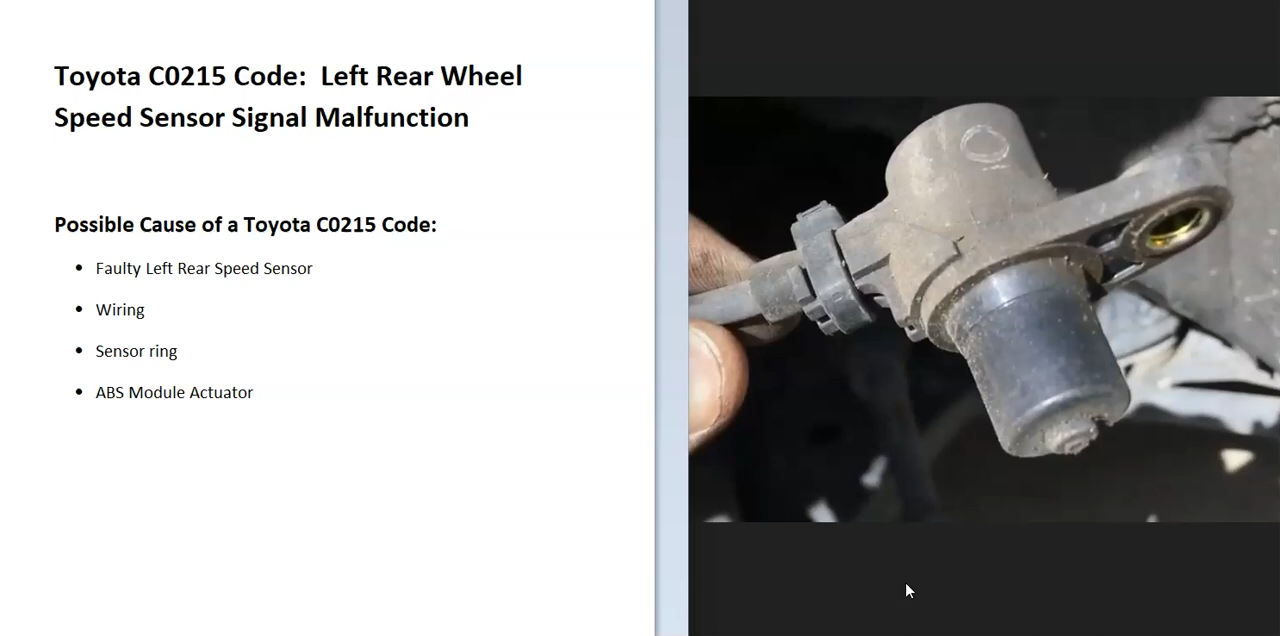 Toyota C0215 Code:  Left Rear Wheel
Speed Sensor Signal Malfunction
Possible Cause of a Toyota C0215 Code:
• Faulty Left Rear Speed Sensor
• Wiring
• Sensor ring
• ABS Module Actuator